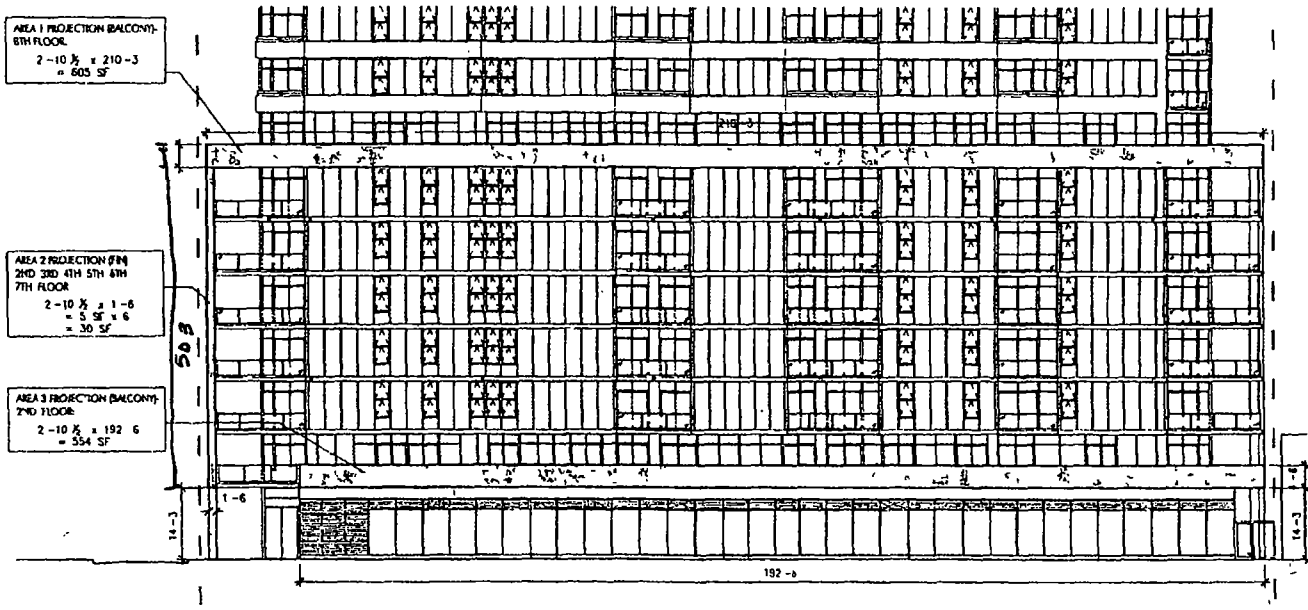 AREA 1 PROJECTION (BALCONY)-
8TH FLOOR
2-10 ½ x 210-3
= 605 SF
210-3
AREA 2 PROJECTION (FIN)
2ND 3RD 4TH 5TH 6TH
7TH FLOOR
2-10 ½ x 1-6
= 5 SF x 6
= 30 SF
50 3
AREA 3 PROJECTION (BALCONY)-
2ND FLOOR
2-10 ½ x 192 6
= 554 SF
1-6
14-3
-6
14-3
192-6